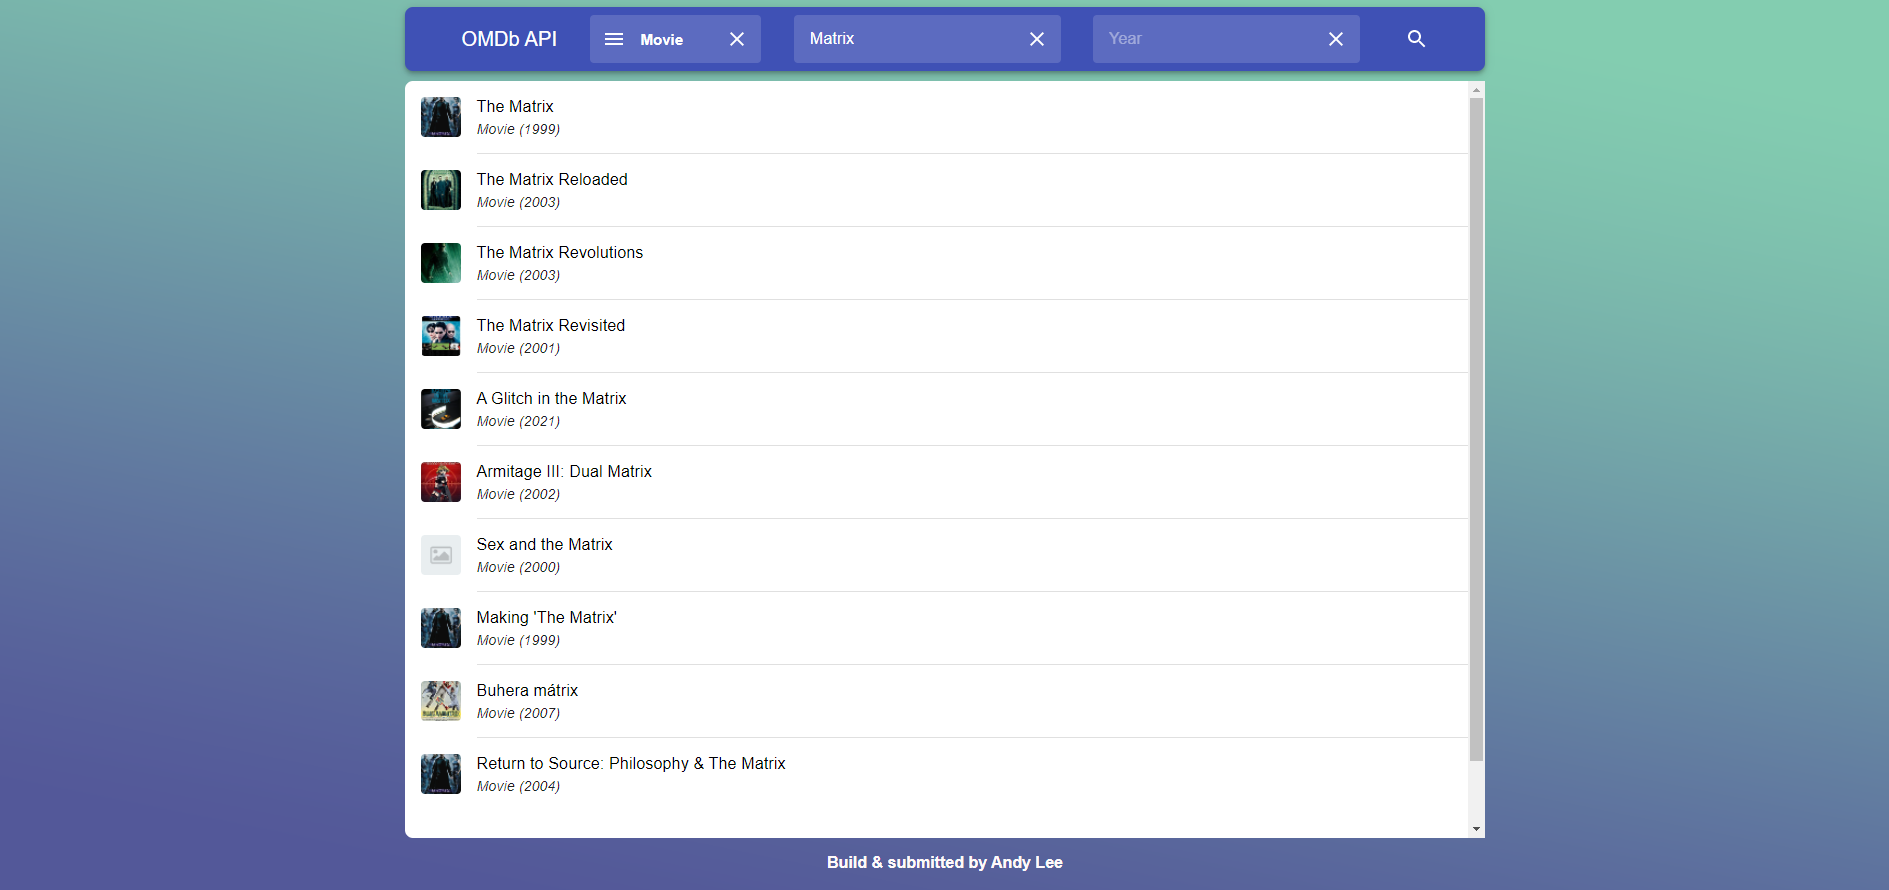 OMDb API Movie Matrix Year
The Matrix
Movie (1999)
The Matrix Reloaded
Movie (2003)
The Matrix Revolutions
Movie (2003)
The Matrix Revisited
Movie (2001)
A Glitch in the Matrix
Movie (2021)
Armitage III: Dual Matrix
Movie (2002)
Sex and the Matrix
Movie (2000)
Making 'The Matrix'
Movie (1999)
Buhera mátrix
Movie (2007)
Return to Source: Philosophy & The Matrix
Movie (2004)
Build & submitted by Andy Lee